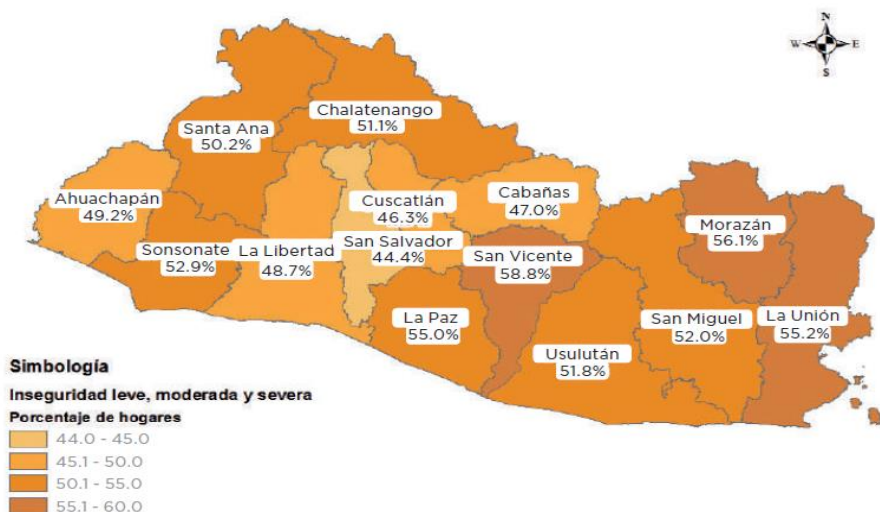 N
W E
S
Chalatenango
51.1%
Santa Ana
50.2%
Ahuachapán
49.2%
Cuscatlán
46.3%
Cabañas
47.0%
Morazán
56.1%
Sonsonate
52.9%
La Libertad
48.7%
San Salvador
44.4%
San Vicente
58.8%
La Paz
55.0%
San Miguel
52.0%
La Unión
55.2%
Usulután
51.8%
Simbología
Inseguridad leve, moderada y severa
Porcentaje de hogares
44.0 - 45.0
45.1 - 50.0
50.1 - 55.0
55.1 - 60.0